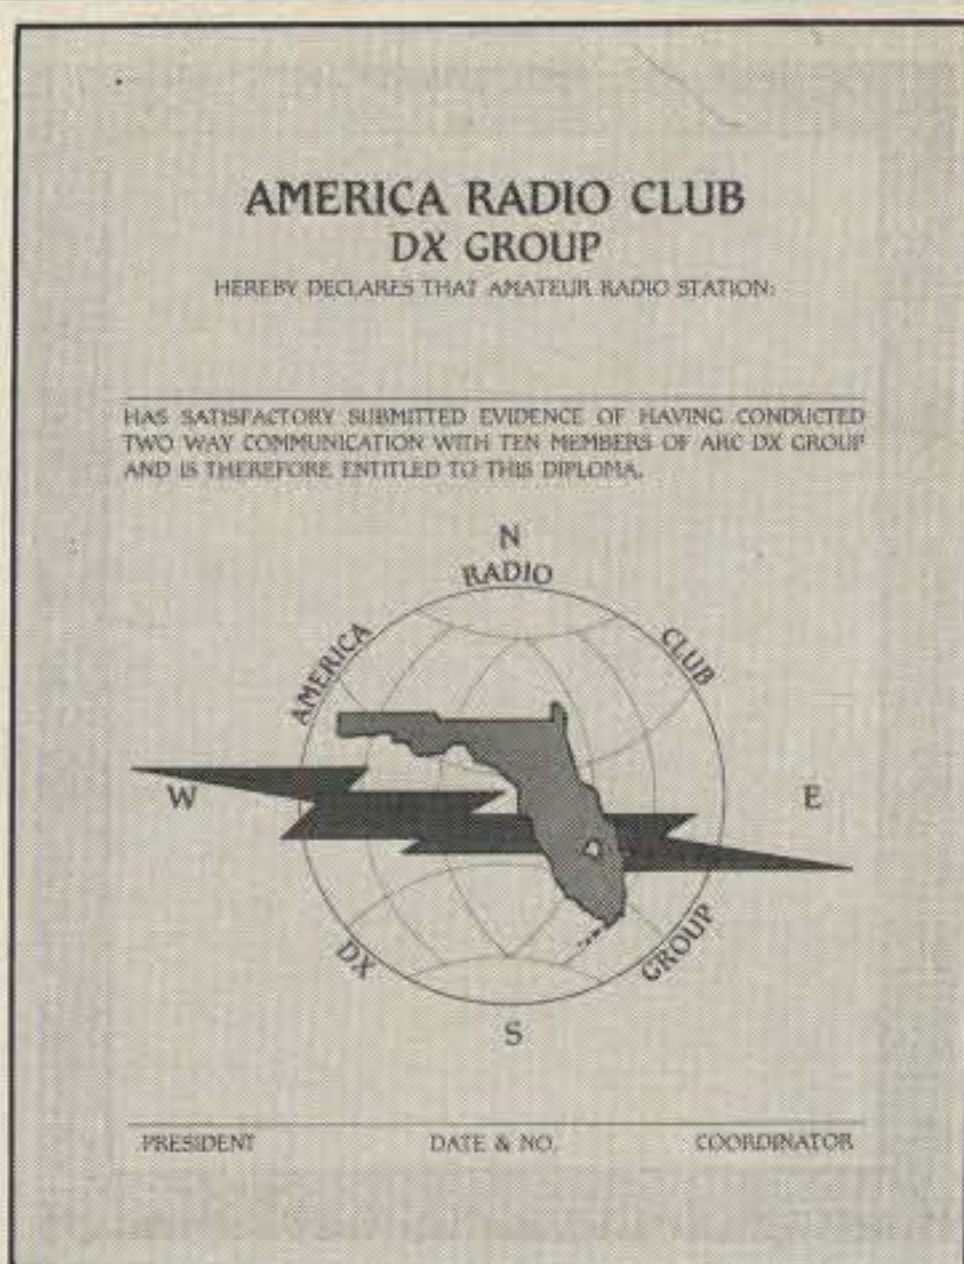 AMERICA RADIO CLUB
DX GROUP
HEREBY DECLARES THAT AMATEUR RADIO STATION:
HAS SATISFACTORY SUBMITTED EVIDENCE OF HAVING CONDUCTED
TWO WAY COMMUNICATION WITH TEN MEMBERS OF ARC DX GROUP
AND IS THEREFORE ENTITLED TO THIS DIPLOMA.
N
AMERICA RADIO CLUB
W E
DX GROUP
S
PRESIDENT DATE & NO. COORDINATOR